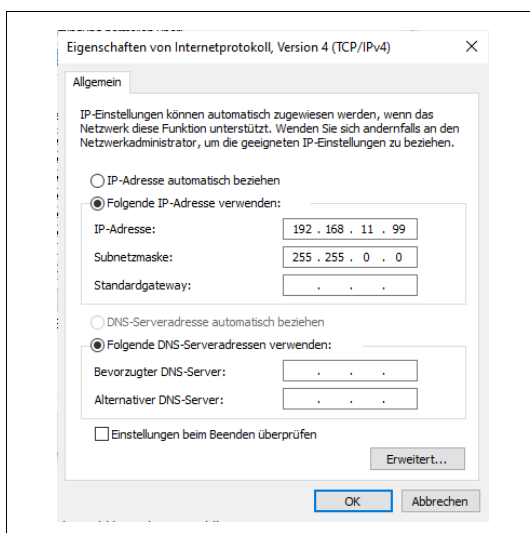 Eigenschaften von Internetprotokoll, Version 4 (TCP/IPv4)
Allgemein
IP-Einstellungen können automatisch zugewiesen werden, wenn das
Netzwerk diese Funktion unterstützt. Wenden Sie sich andernfalls an den
Netzwerkadministrator, um die geeigneten IP-Einstellungen zu beziehen.
IP-Adresse automatisch beziehen
Folgende IP-Adresse verwenden:
IP-Adresse: 192 . 168 . 11 . 99
Subnetzmaske: 255 . 255 . 0 . 0
Standardgateway: . . .
DNS-Serveradresse automatisch beziehen
Folgende DNS-Serveradressen verwenden:
Bevorzugter DNS-Server: . . .
Alternativer DNS-Server: . . .
Einstellungen beim Beenden überprüfen
Erweitert...
OK Abbrechen